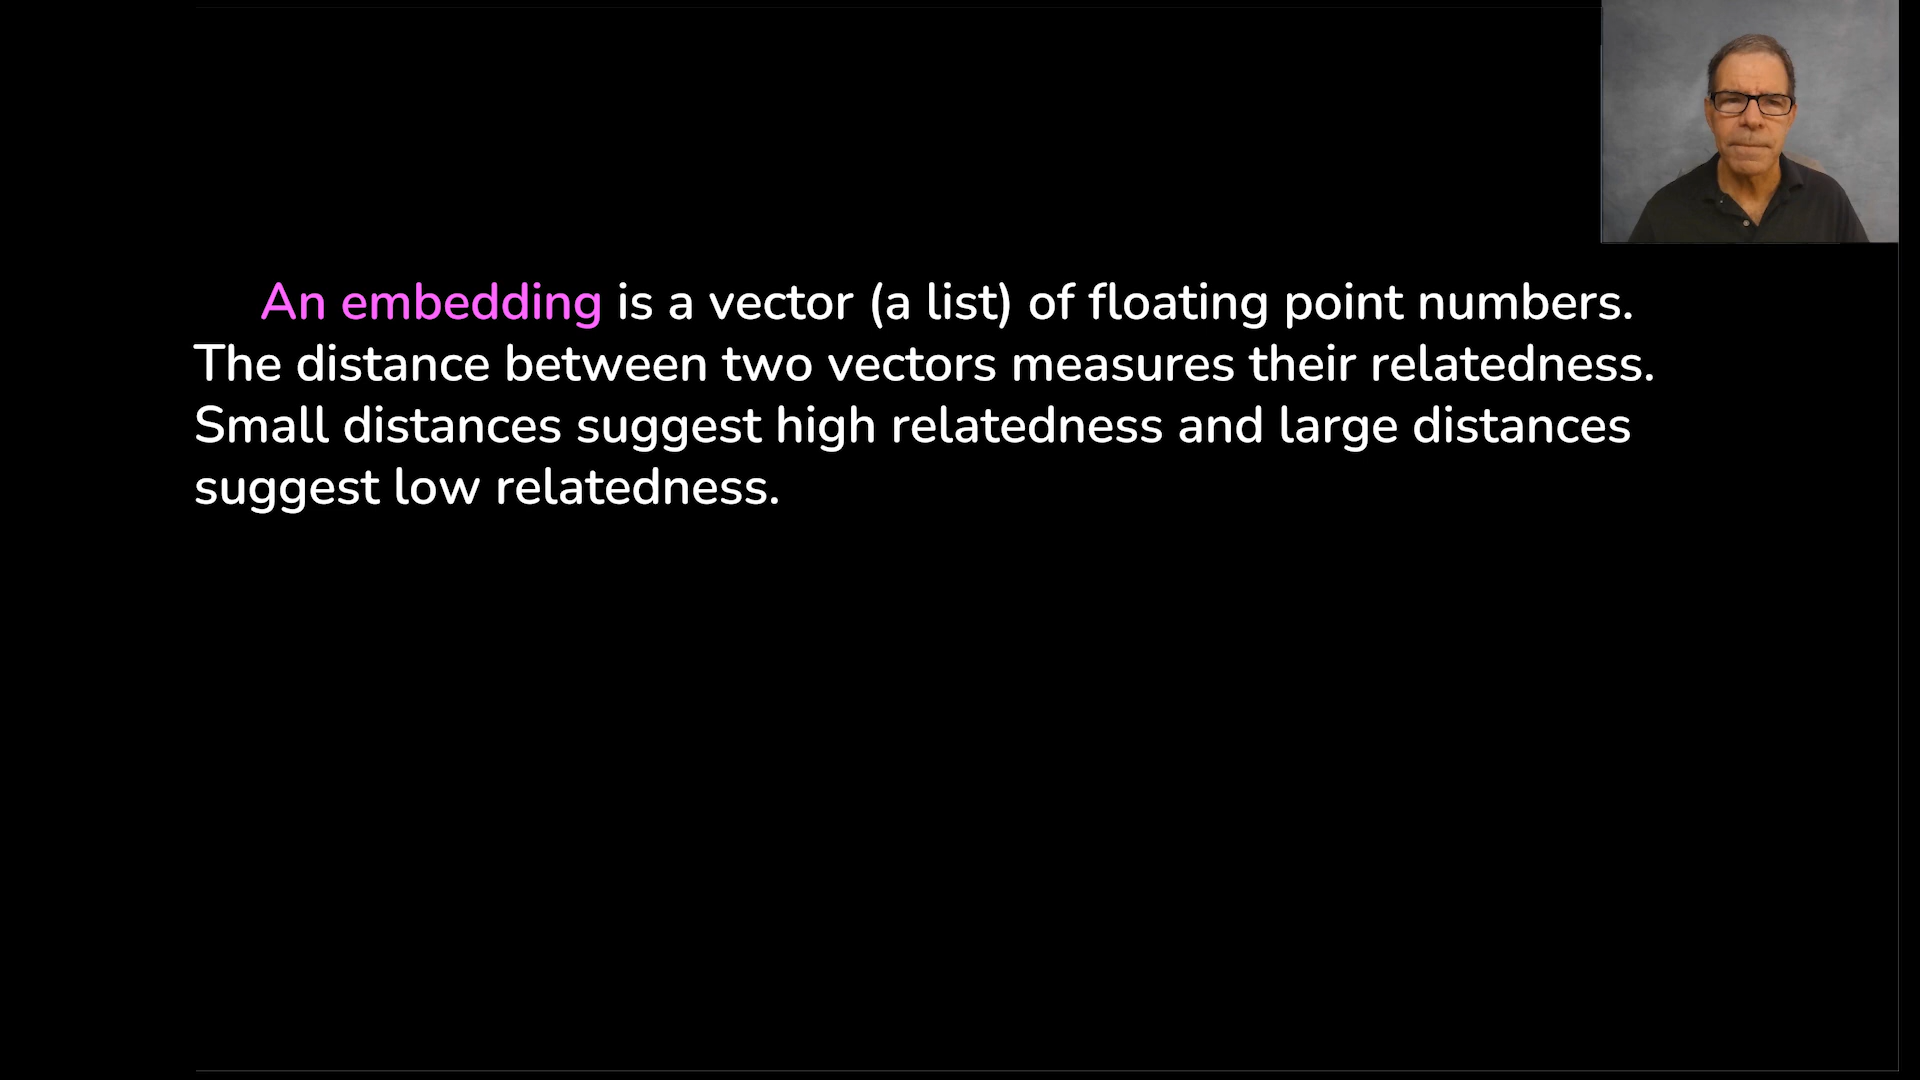 An embedding is a vector (a list) of floating point numbers.
The distance between two vectors measures their relatedness.
Small distances suggest high relatedness and large distances
suggest low relatedness.